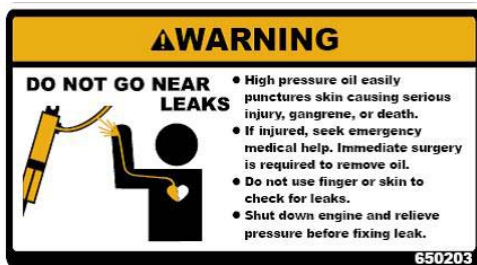 ⚠WARNING
DO NOT GO NEAR
LEAKS
● High pressure oil easily
punctures skin causing serious
injury, gangrene, or death.
● If injured, seek emergency
medical help. Immediate surgery
is required to remove oil.
● Do not use finger or skin to
check for leaks.
● Shut down engine and relieve
pressure before fixing leak.
650203